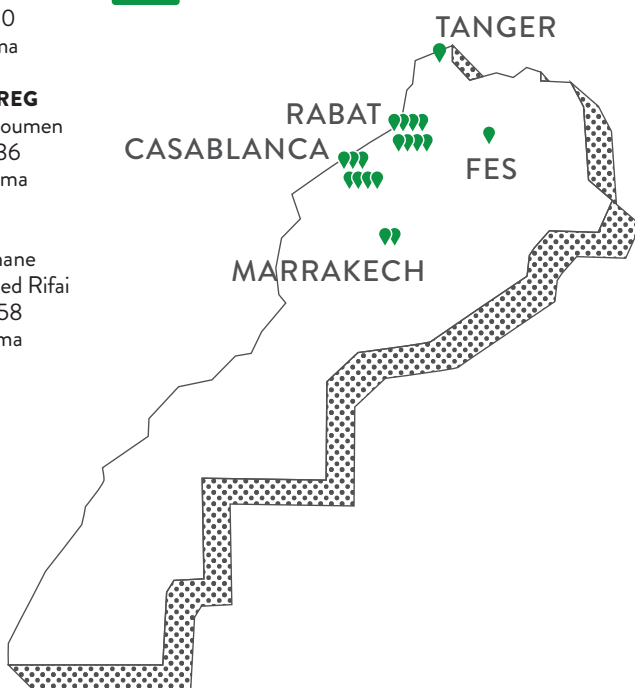 0
ma
REG
oumen
36
ma
hane
ed Rifai
58
ma
TANGER
RABAT
CASABLANCA
FES
MARRAKECH